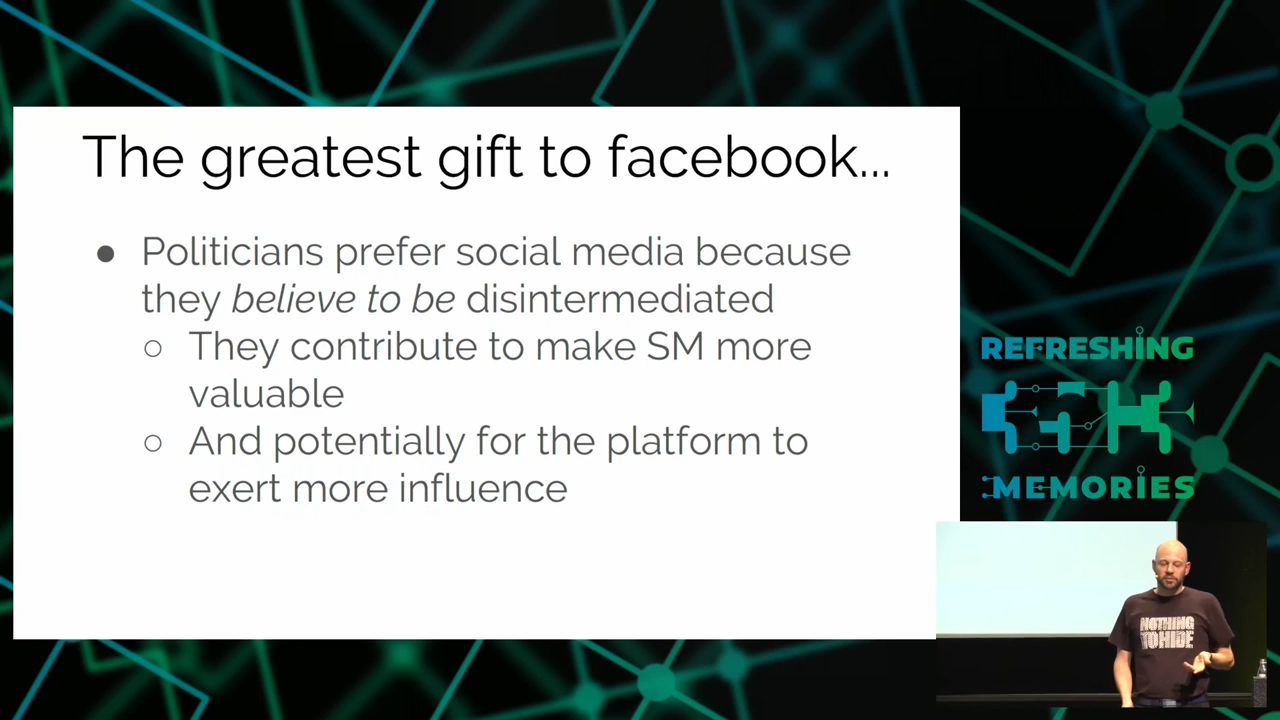 The greatest gift to facebook...
● Politicians prefer social media because
they believe to be disintermediated
○ They contribute to make SM more
valuable
○ And potentially for the platform to
exert more influence
REFRESHING
35C3
MEMORIES
NOTHING
TO HIDE